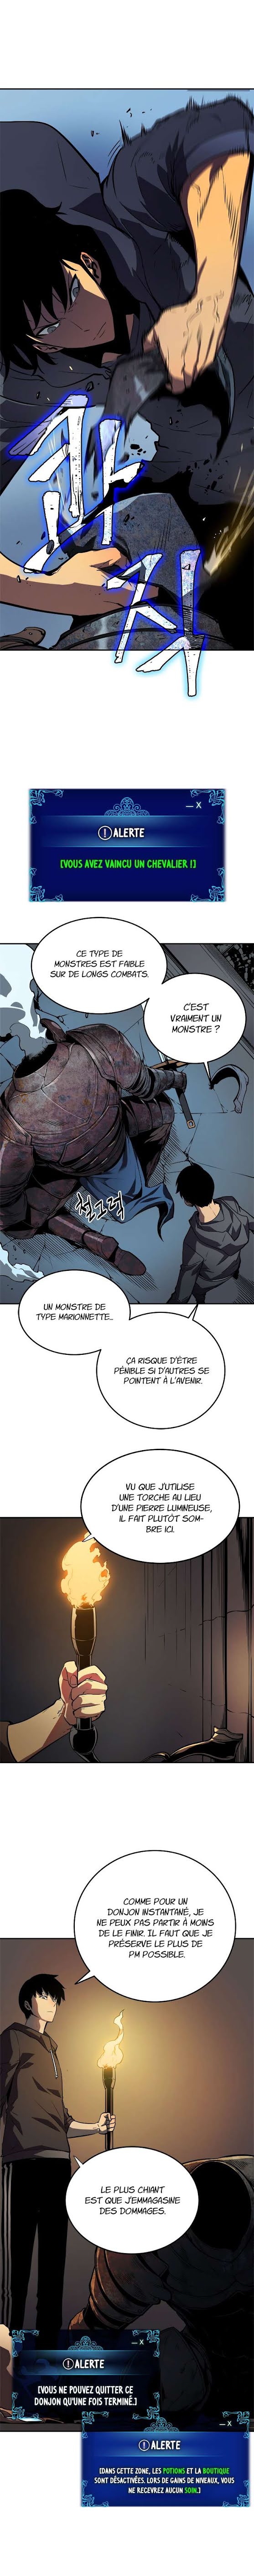 사
지
— X
! ALERTE
[VOUS AVEZ VAINCU UN CHEVALIER !]
CE TYPE DE
MONSTRES EST FAIBLE
SUR DE LONGS COMBATS.
C'EST
VRAIMENT UN
MONSTRE ?
UN MONSTRE DE
TYPE MARIONNETTE...
ÇA RISQUE D'ÊTRE
PÉNIBLE SI D'AUTRES SE
POINTENT À L'AVENIR.
VU QUE J'UTILISE
UNE TORCHE AU LIEU
D'UNE PIERRE LUMINEUSE,
IL FAIT PLUTÔT SOM-
BRE ICI.
COMME POUR UN
DONJON INSTANTANÉ, JE
NE PEUX PAS PARTIR À MOINS
DE LE FINIR. IL FAUT QUE JE
PRÉSERVE LE PLUS DE
PM POSSIBLE.
LE PLUS CHIANT
EST QUE J'EMMAGASINE
DES DOMMAGES.
— X
! ALERTE
[VOUS NE POUVEZ QUITTER CE
DONJON QU'UNE FOIS TERMINÉ.]
— X
! ALERTE
[DANS CETTE ZONE, LES POTIONS ET LA BOUTIQUE
SONT DÉSACTIVÉES. LORS DE GAINS DE NIVEAUX, VOUS
NE RECEVREZ AUCUN SOIN.]